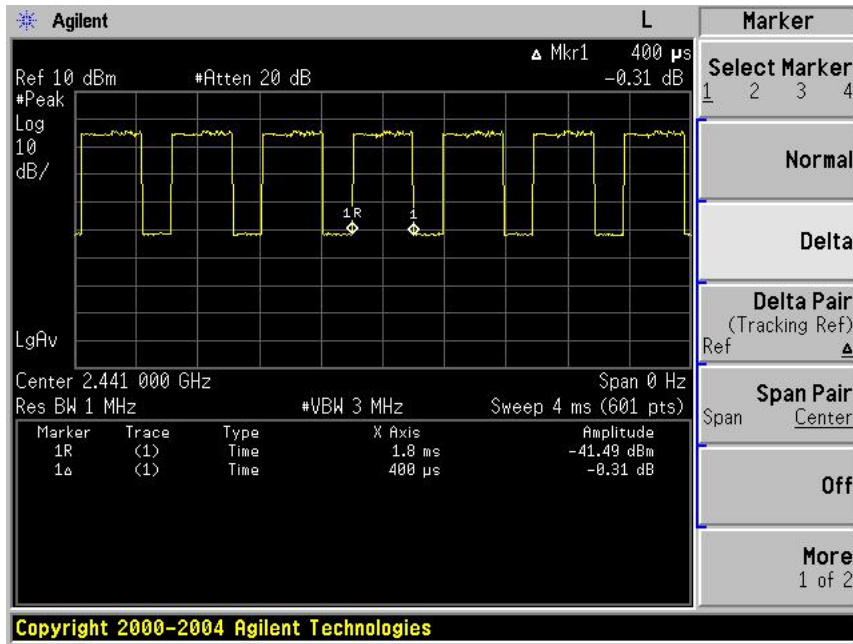 Agilent L
Δ Mkr1 400 µs
Ref 10 dBm #Atten 20 dB -0.31 dB
#Peak
Log
10
dB/
1R 1
LgAv
Center 2.441 000 GHz Span 0 Hz
Res BW 1 MHz #VBW 3 MHz Sweep 4 ms (601 pts)
Marker Trace Type X Axis Amplitude
1R (1) Time 1.8 ms -41.49 dBm
1Δ (1) Time 400 µs -0.31 dB
Marker
Select Marker
1 2 3 4
Normal
Delta
Delta Pair
(Tracking Ref)
Ref Δ
Span Pair
Span Center
Off
More
1 of 2
Copyright 2000-2004 Agilent Technologies